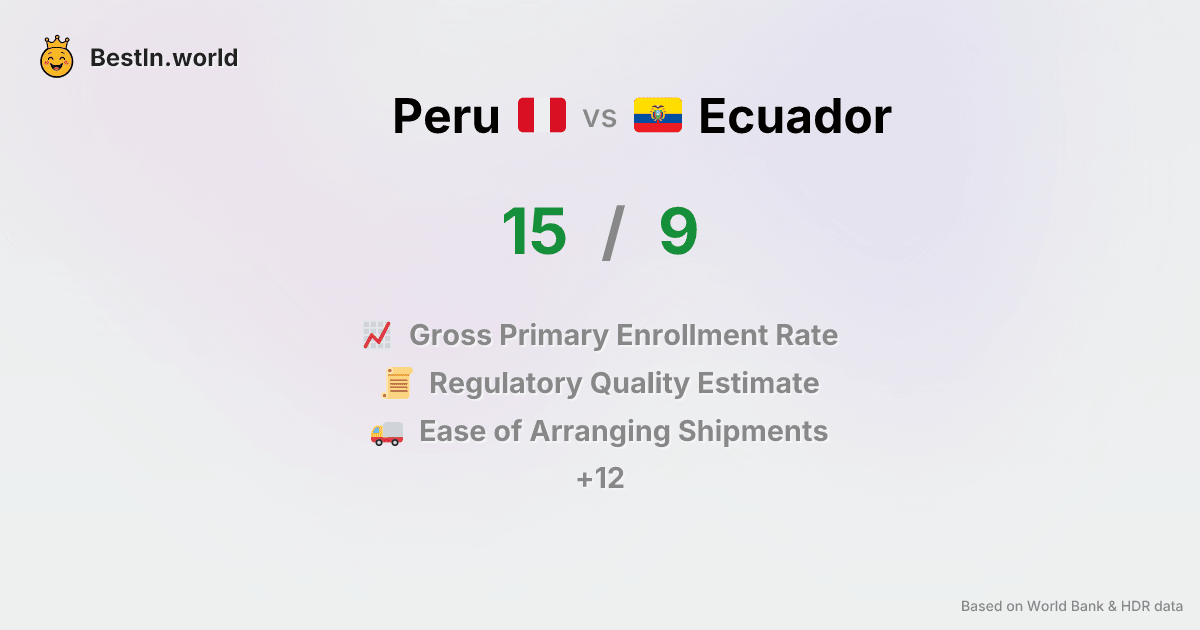 BestIn.world
Peru vs Ecuador
15 / 9
Gross Primary Enrollment Rate
Regulatory Quality Estimate
Ease of Arranging Shipments
+12
Based on World Bank & HDR data